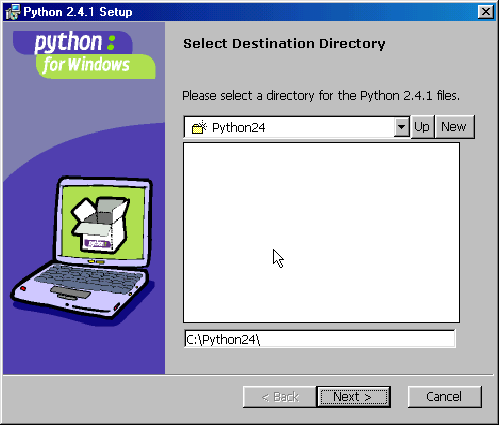 Python 2.4.1 Setup
python
for Windows
Select Destination Directory
Please select a directory for the Python 2.4.1 files.
Python24
Up
New
python
C:\Python24\
< Back
Next >
Cancel